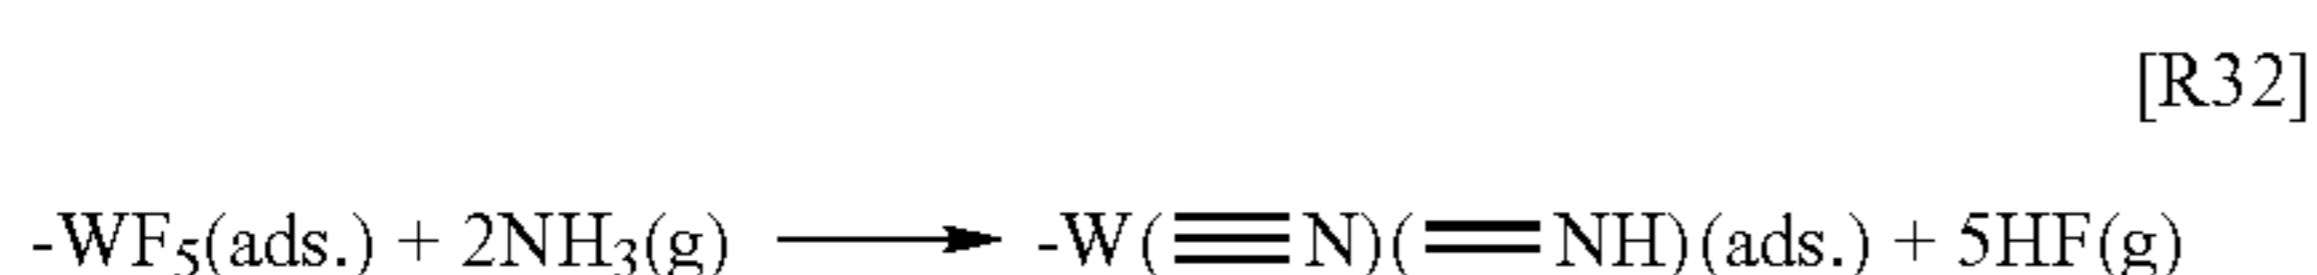 [R32]
-WF₅(ads.) + 2NH₃(g) ⟶ -W(≡N)(=NH)(ads.) + 5HF(g)